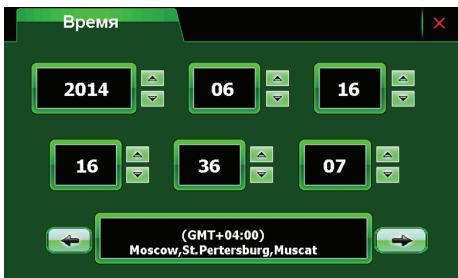 Время
2014 06 16
16 36 07
(GMT+04:00)
Moscow,St.Pertersburg,Muscat